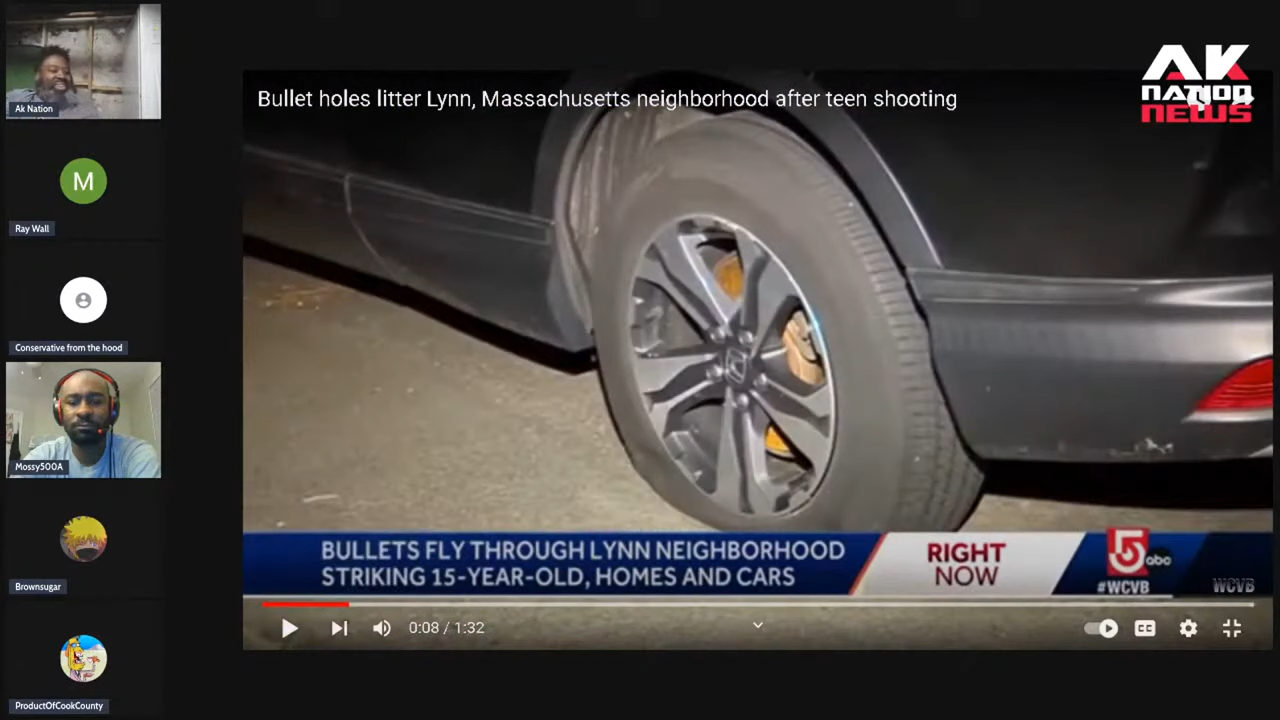 Ak Nation
M
Ray Wall
Conservative from the hood
Mossy500A
Brownsugar
ProductOfCookCounty
Bullet holes litter Lynn, Massachusetts neighborhood after teen shooting
AK
NATION
NEWS
BULLETS FLY THROUGH LYNN NEIGHBORHOOD
STRIKING 15-YEAR-OLD, HOMES AND CARS
RIGHT
NOW
5
abc
#WCVB
WCVB
0:08 / 1:32
CC